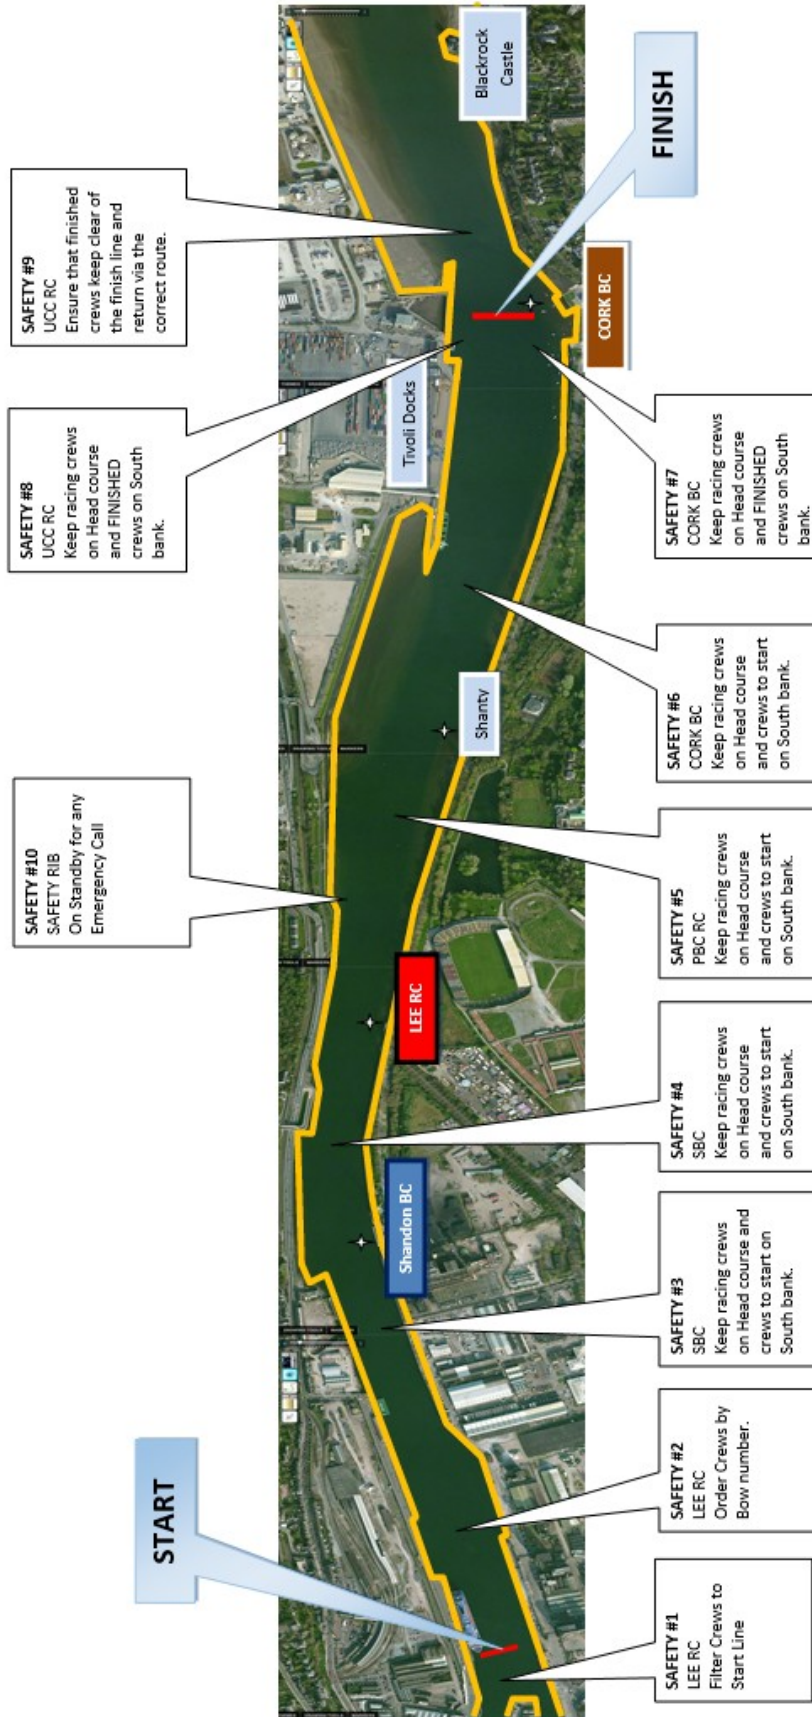 START
SAFETY #10
SAFETY RIB
On Standby for any
Emergency Call
SAFETY #8
UCC RC
Keep racing crews
on Head course
and FINISHED
crews on South
bank.
SAFETY #9
UCC RC
Ensure that finished
crews keep clear of
the finish line and
return via the
correct route.
Shandon BC
LEE RC
Shanty
Tivoli Docks
Blackrock
Castle
CORK BC
FINISH
SAFETY #1
LEE RC
Filter Crews to
Start Line
SAFETY #2
LEE RC
Order Crews by
Bow number.
SAFETY #3
SBC
Keep racing crews
on Head course and
crews to start on
South bank.
SAFETY #4
SBC
Keep racing crews
on Head course
and crews to start
on South bank.
SAFETY #5
PBC RC
Keep racing crews
on Head course
and crews to start
on South bank.
SAFETY #6
CORK BC
Keep racing crews
on Head course
and crews to start
on South bank.
SAFETY #7
CORK BC
Keep racing crews
on Head course
and FINISHED
crews on South
bank.